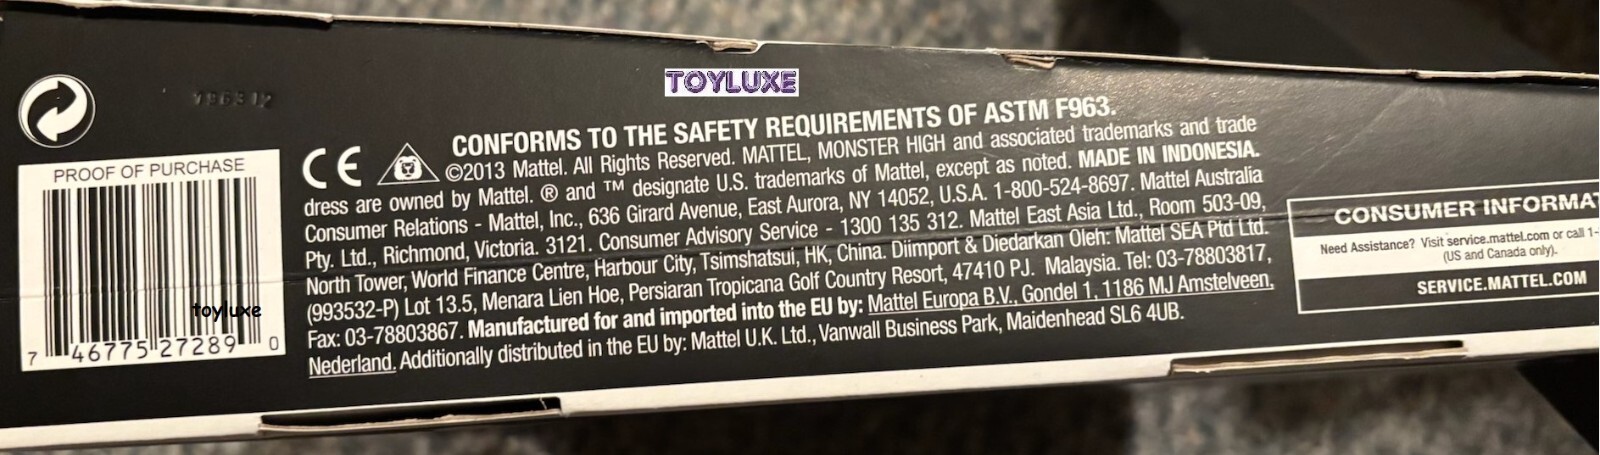 TOYLUXE
796312
PROOF OF PURCHASE
toyluxe
7 46775 27289 0
CE
CONFORMS TO THE SAFETY REQUIREMENTS OF ASTM F963.
©2013 Mattel. All Rights Reserved. MATTEL, MONSTER HIGH and associated trademarks and trade
dress are owned by Mattel. ® and ™ designate U.S. trademarks of Mattel, except as noted. MADE IN INDONESIA.
Consumer Relations - Mattel, Inc., 636 Girard Avenue, East Aurora, NY 14052, U.S.A. 1-800-524-8697. Mattel Australia
Pty. Ltd., Richmond, Victoria. 3121. Consumer Advisory Service - 1300 135 312. Mattel East Asia Ltd., Room 503-09,
North Tower, World Finance Centre, Harbour City, Tsimshatsui, HK, China. Diimport & Diedarkan Oleh: Mattel SEA Ptd Ltd.
(993532-P) Lot 13.5, Menara Lien Hoe, Persiaran Tropicana Golf Country Resort, 47410 PJ. Malaysia. Tel: 03-78803817,
Fax: 03-78803867. Manufactured for and imported into the EU by: Mattel Europa B.V., Gondel 1, 1186 MJ Amstelveen,
Nederland. Additionally distributed in the EU by: Mattel U.K. Ltd., Vanwall Business Park, Maidenhead SL6 4UB.
CONSUMER INFORMAT
Need Assistance? Visit service.mattel.com or call 1-
(US and Canada only).
SERVICE.MATTEL.COM